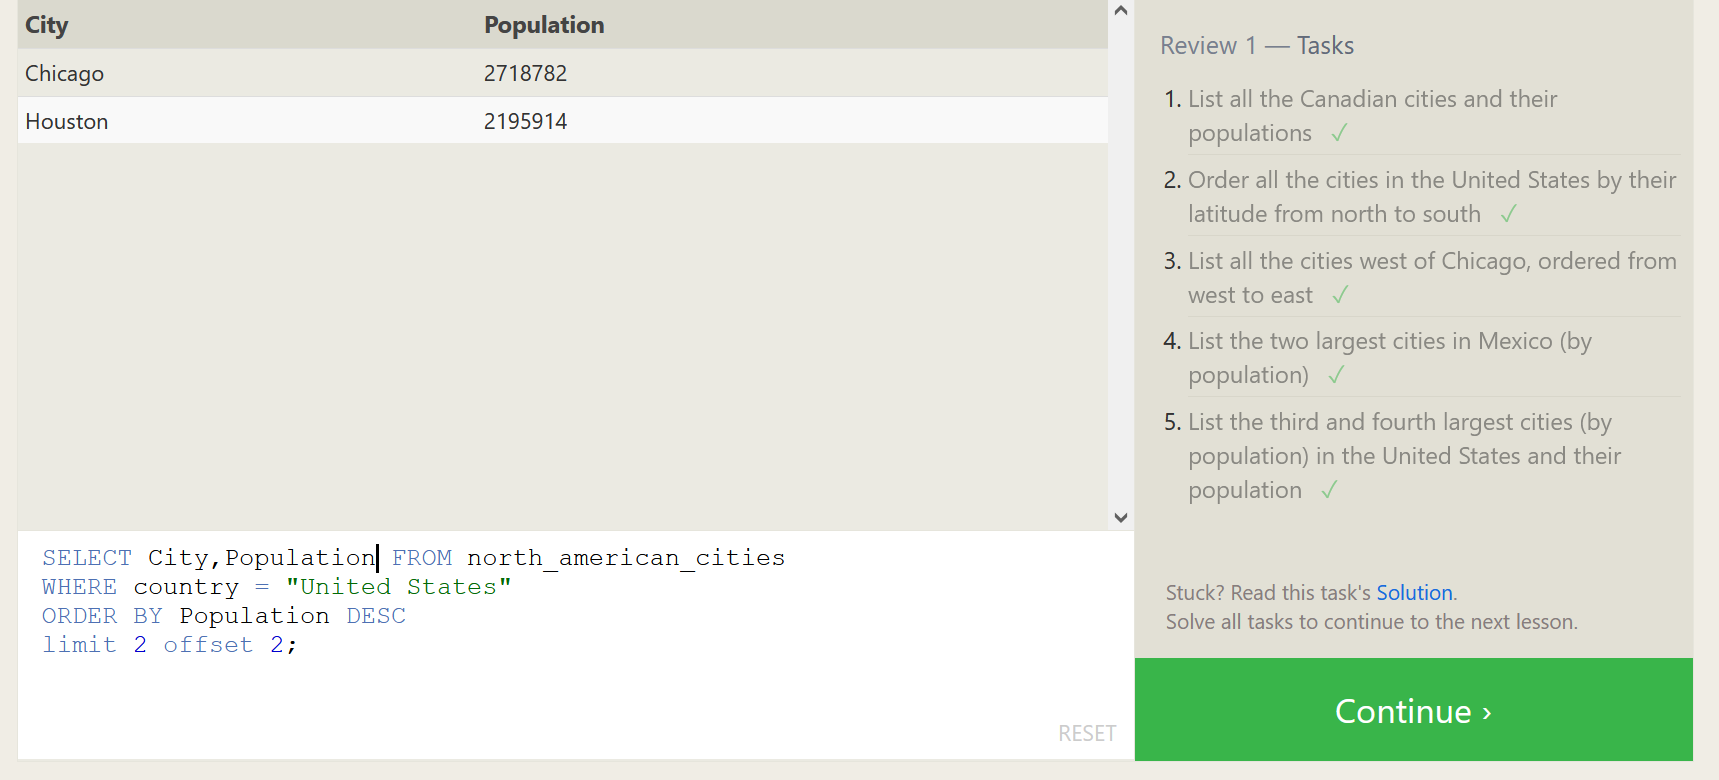 City Population
Chicago 2718782
Houston 2195914
SELECT City,Population FROM north_american_cities
WHERE country = "United States"
ORDER BY Population DESC
limit 2 offset 2;
RESET
Review 1 — Tasks
1. List all the Canadian cities and their
populations ✓
2. Order all the cities in the United States by their
latitude from north to south ✓
3. List all the cities west of Chicago, ordered from
west to east ✓
4. List the two largest cities in Mexico (by
population) ✓
5. List the third and fourth largest cities (by
population) in the United States and their
population ✓
Stuck? Read this task's Solution.
Solve all tasks to continue to the next lesson.
Continue ›